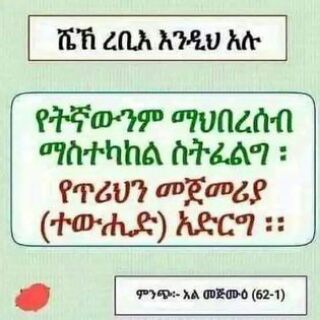 ሼኽ ረቢእ እንዲህ አሉ
የትኛውንም ማህበረሰብ
ማስተካከል ስትፈልግ ፡
የጥሪህን መጀመሪያ
(ተውሒድ) አድርግ ፡፡
ምንጭ፦ አል መጅሙዕ (62-1)